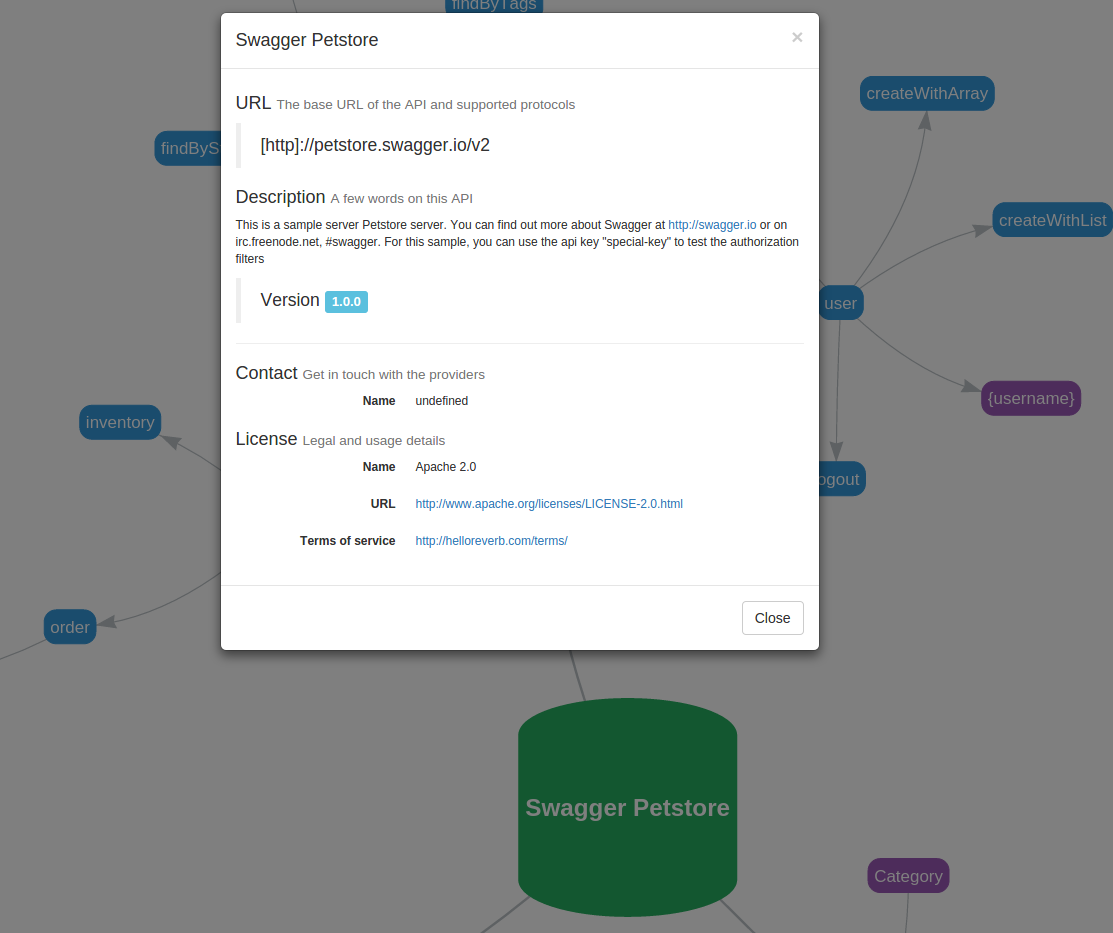 findByTags
Swagger Petstore ×
URL The base URL of the API and supported protocols
[http]://petstore.swagger.io/v2
Description A few words on this API
This is a sample server Petstore server. You can find out more about Swagger at http://swagger.io or on
irc.freenode.net, #swagger. For this sample, you can use the api key "special-key" to test the authorization
filters
Version 1.0.0
Contact Get in touch with the providers
Name undefined
License Legal and usage details
Name Apache 2.0
URL http://www.apache.org/licenses/LICENSE-2.0.html
Terms of service http://helloreverb.com/terms/
Close
createWithArray
findByS
createWithList
user
{username}
inventory
ogout
order
Swagger Petstore
Category